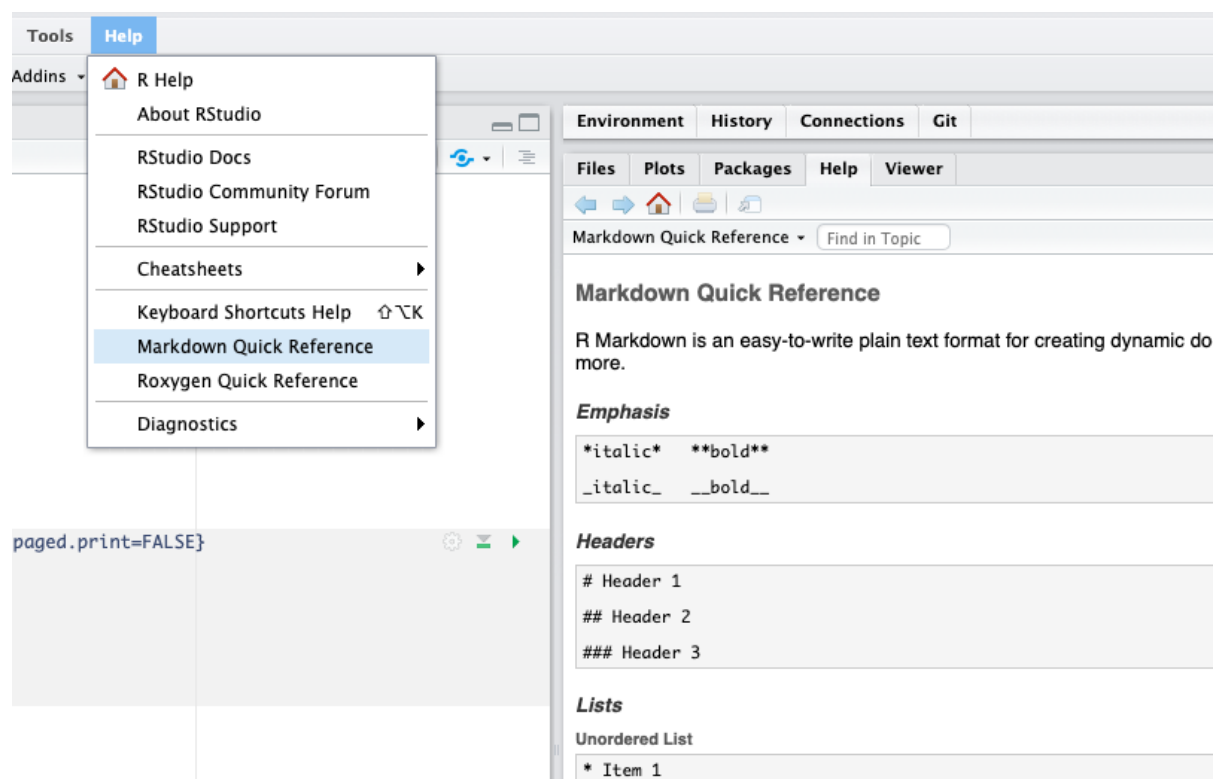 Tools Help
Addins
R Help
About RStudio
RStudio Docs
RStudio Community Forum
RStudio Support
Cheatsheets
Keyboard Shortcuts Help ⇧⌥K
Markdown Quick Reference
Roxygen Quick Reference
Diagnostics
paged.print=FALSE}
Environment History Connections Git
Files Plots Packages Help Viewer
Markdown Quick Reference Find in Topic
Markdown Quick Reference
R Markdown is an easy-to-write plain text format for creating dynamic do
more.
Emphasis
*italic* **bold**
_italic_ __bold__
Headers
# Header 1
## Header 2
### Header 3
Lists
Unordered List
* Item 1